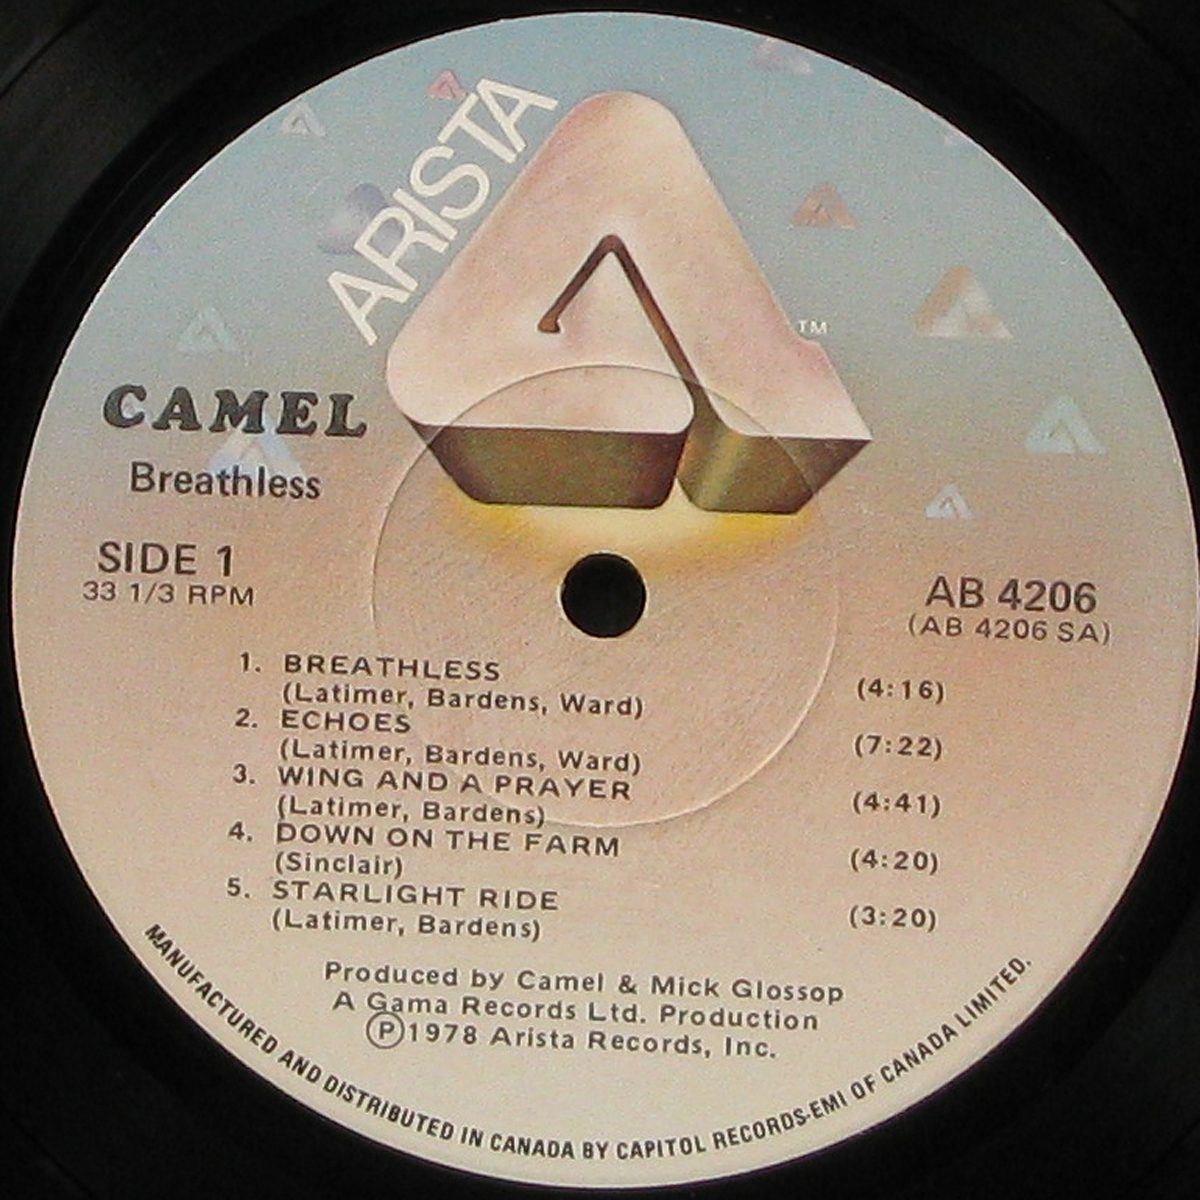 ARISTA
TM
CAMEL
Breathless
SIDE 1
33 1/3 RPM
AB 4206
(AB 4206 SA)
1. BREATHLESS
(Latimer, Bardens, Ward) (4:16)
2. ECHOES
(Latimer, Bardens, Ward) (7:22)
3. WING AND A PRAYER
(Latimer, Bardens) (4:41)
4. DOWN ON THE FARM
(Sinclair) (4:20)
5. STARLIGHT RIDE
(Latimer, Bardens) (3:20)
Produced by Camel & Mick Glossop
A Gama Records Ltd. Production
Ⓟ1978 Arista Records, Inc.
MANUFACTURED AND DISTRIBUTED IN CANADA BY CAPITOL RECORDS-EMI OF CANADA LIMITED.